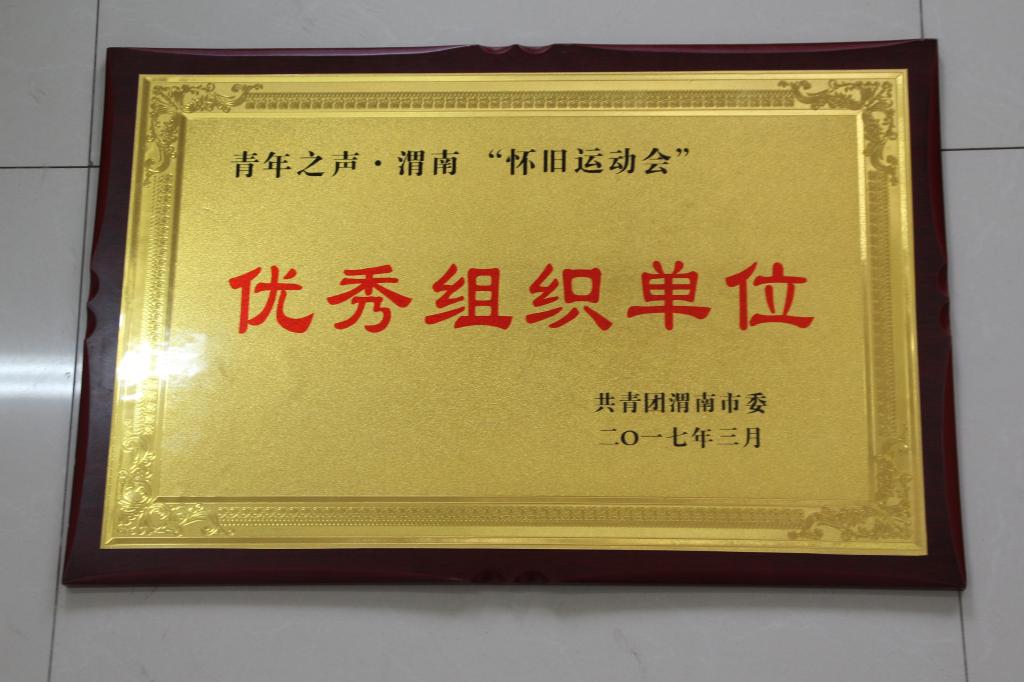 青年之声·渭南 “怀旧运动会”
优秀组织单位
共青团渭南市委
二〇一七年三月